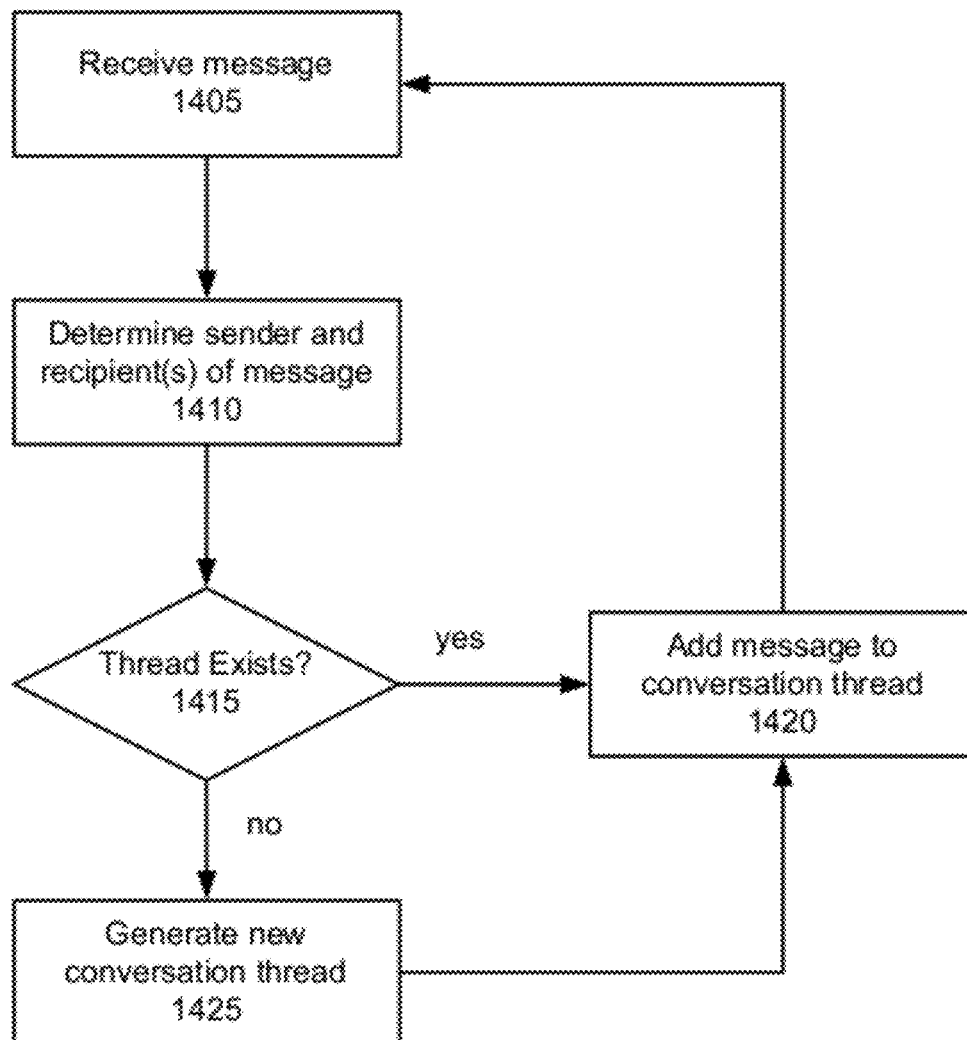 Receive message
1405
Determine sender and
recipient(s) of message
1410
Thread Exists?
1415
yes
Add message to
conversation thread
1420
no
Generate new
conversation thread
1425